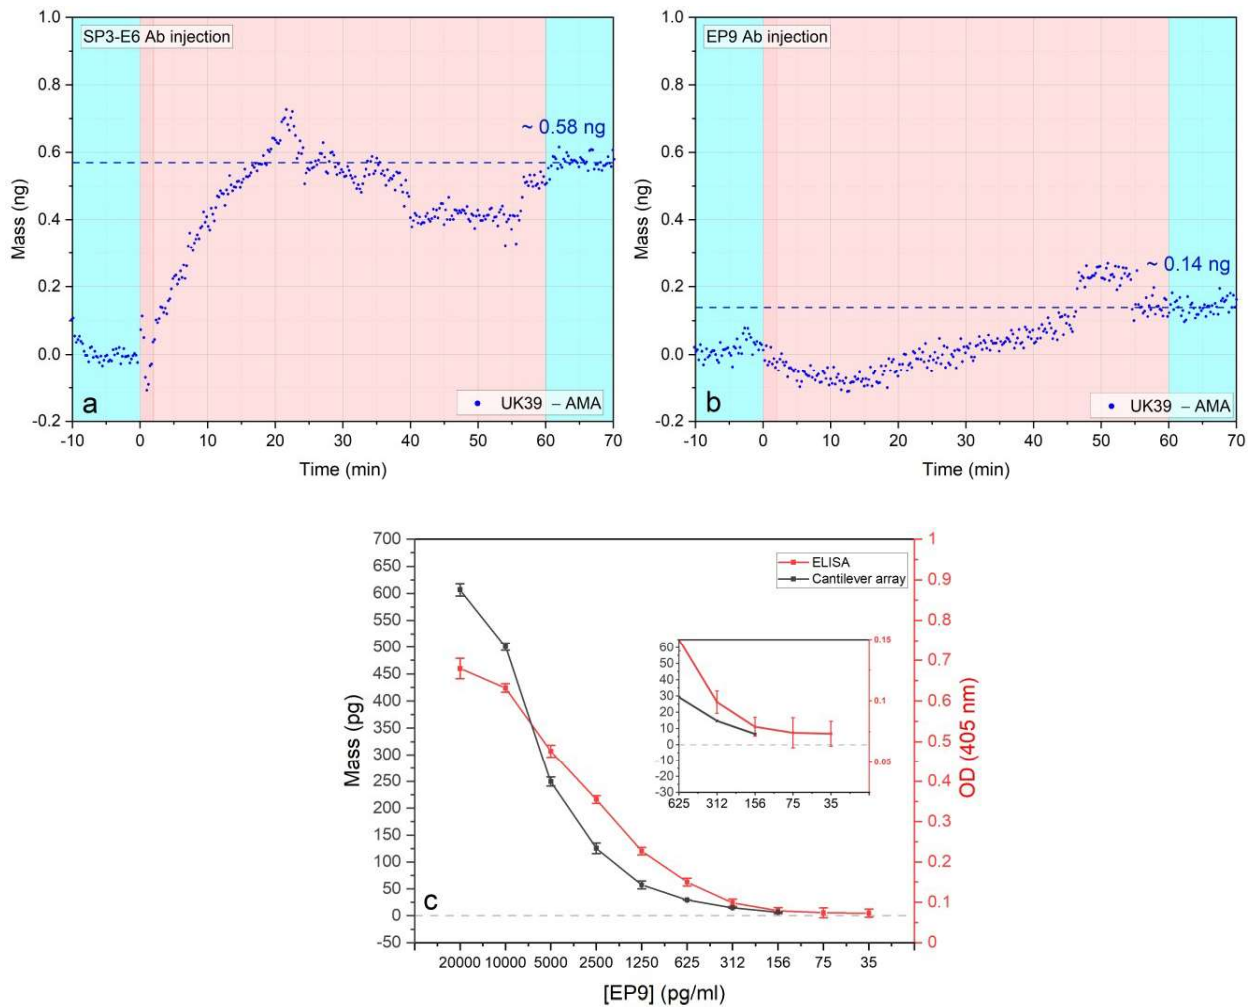 SP3-E6 Ab injection
~ 0.58 ng
Mass (ng)
1.0
0.8
0.6
0.4
0.2
0.0
-0.2
a
UK39 – AMA
-10 0 10 20 30 40 50 60 70
Time (min)
EP9 Ab injection
~ 0.14 ng
Mass (ng)
1.0
0.8
0.6
0.4
0.2
0.0
-0.2
b
UK39 – AMA
-10 0 10 20 30 40 50 60 70
Time (min)
Mass (pg)
700
650
600
550
500
450
400
350
300
250
200
150
100
50
0
-50
ELISA
Cantilever array
60
50
40
30
20
10
0
-10
-20
-30
0.15
0.10
0.05
625 312 156 75 35
c
1
0.9
0.8
0.7
0.6
0.5
0.4
0.3
0.2
0.1
0
OD (405 nm)
20000 10000 5000 2500 1250 625 312 156 75 35
[EP9] (pg/ml)